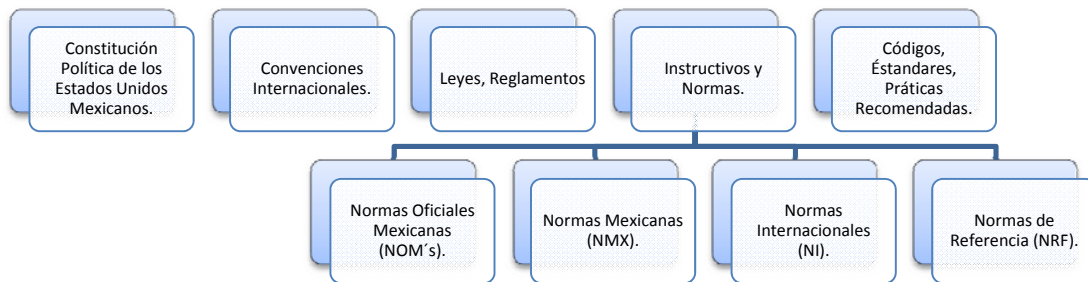 Constitución
Política de los
Estados Unidos
Mexicanos.
Convenciones
Internacionales.
Leyes, Reglamentos
Instructivos y
Normas.
Códigos,
Éstandares,
Práticas
Recomendadas.
Normas Oficiales
Mexicanas
(NOM´s).
Normas Mexicanas
(NMX).
Normas
Internacionales
(NI).
Normas de
Referencia (NRF).